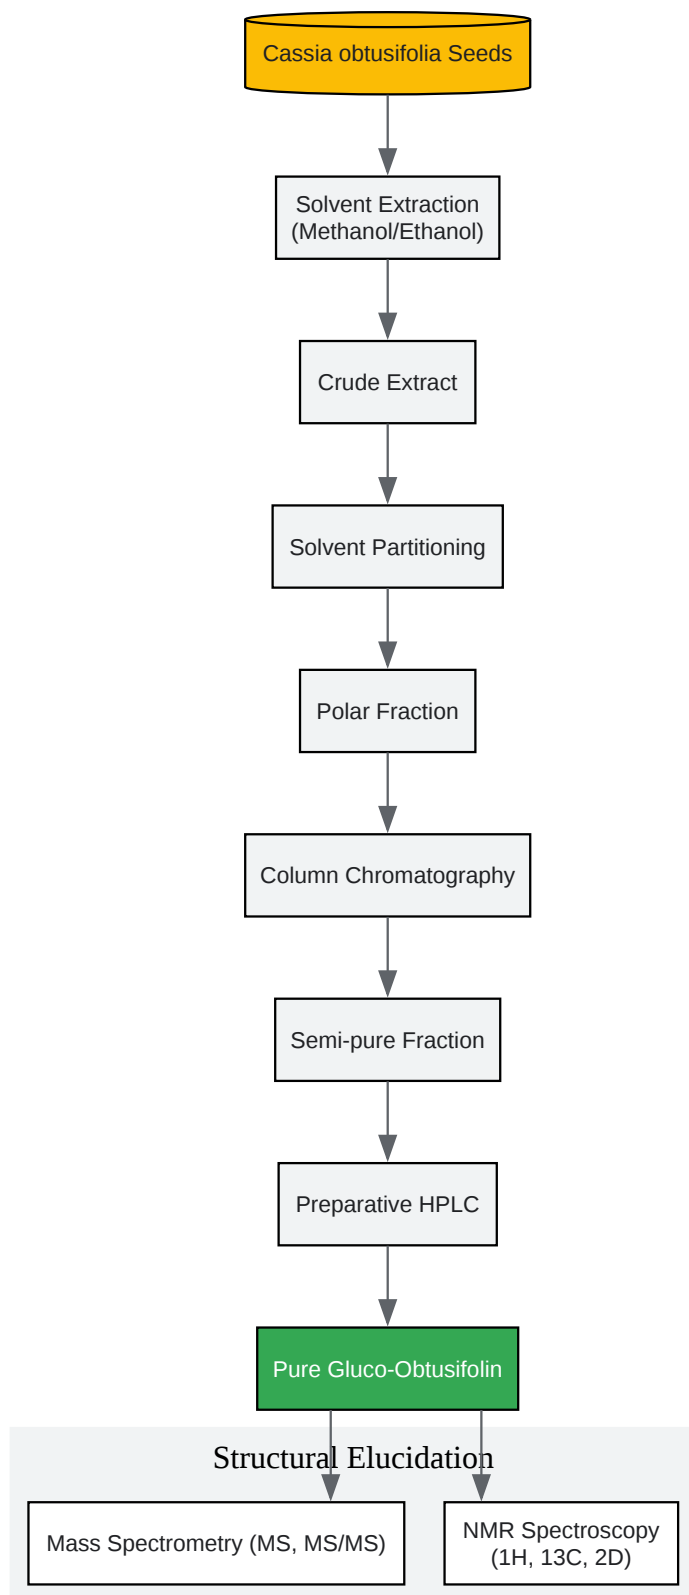 Cassia obtusifolia Seeds
Solvent Extraction
(Methanol/Ethanol)
Crude Extract
Solvent Partitioning
Polar Fraction
Column Chromatography
Semi-pure Fraction
Preparative HPLC
Pure Gluco-Obtusifolin
Structural Elucidation
Mass Spectrometry (MS, MS/MS)
NMR Spectroscopy
(1H, 13C, 2D)